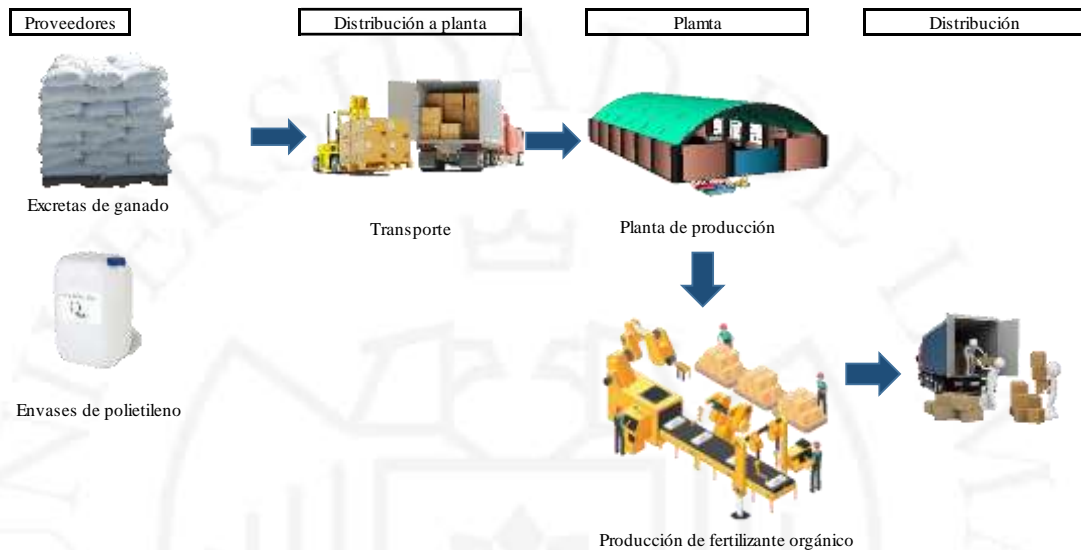 Proveedores
Distribución a planta
Plamta
Distribución
Excretas de ganado
Transporte
Planta de producción
Envases de polietileno
Producción de fertilizante orgánico